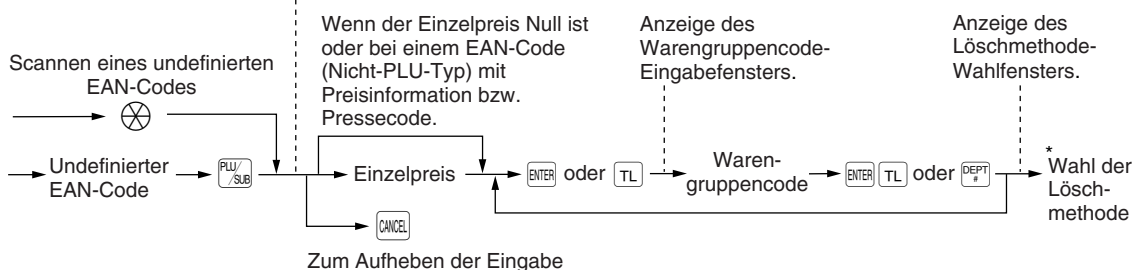 Wenn der Einzelpreis Null ist
oder bei einem EAN-Code
(Nicht-PLU-Typ) mit
Preisinformation bzw.
Pressecode.
Anzeige des
Warengruppencode-
Eingabefensters.
Anzeige des
Löschmethode-
Wahlfensters.
Scannen eines undefinierten
EAN-Codes
Undefinierter
EAN-Code
PLU/SUB
Einzelpreis
ENTER oder TL
Waren-
gruppencode
ENTER TL oder DEPT #
*
Wahl der
Lösch-
methode
CANCEL
Zum Aufheben der Eingabe